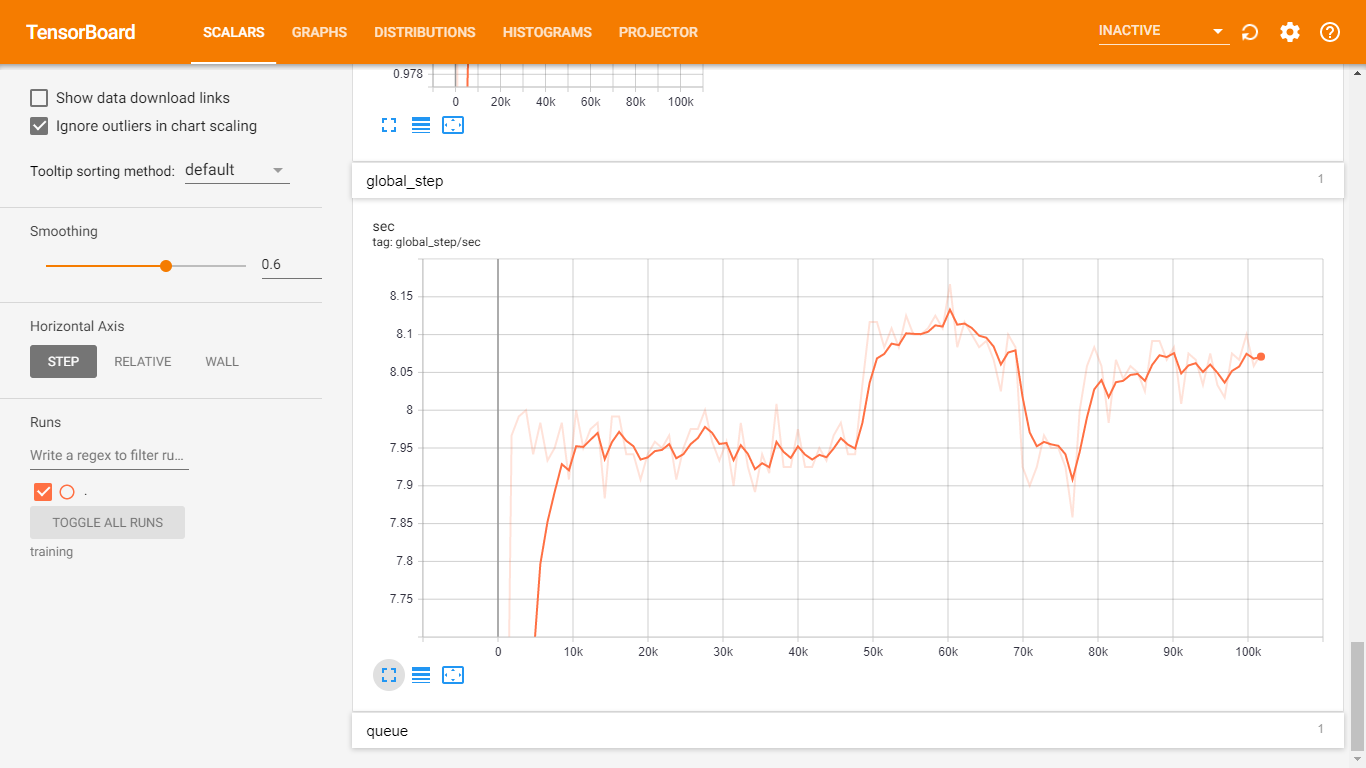 TensorBoard SCALARS GRAPHS DISTRIBUTIONS HISTOGRAMS PROJECTOR INACTIVE
Show data download links
Ignore outliers in chart scaling
Tooltip sorting method: default
Smoothing
0.6
Horizontal Axis
STEP RELATIVE WALL
Runs
Write a regex to filter ru...
.
TOGGLE ALL RUNS
training
0.978
0 20k 40k 60k 80k 100k
global_step 1
sec
tag: global_step/sec
8.15
8.1
8.05
8
7.95
7.9
7.85
7.8
7.75
0 10k 20k 30k 40k 50k 60k 70k 80k 90k 100k
queue 1